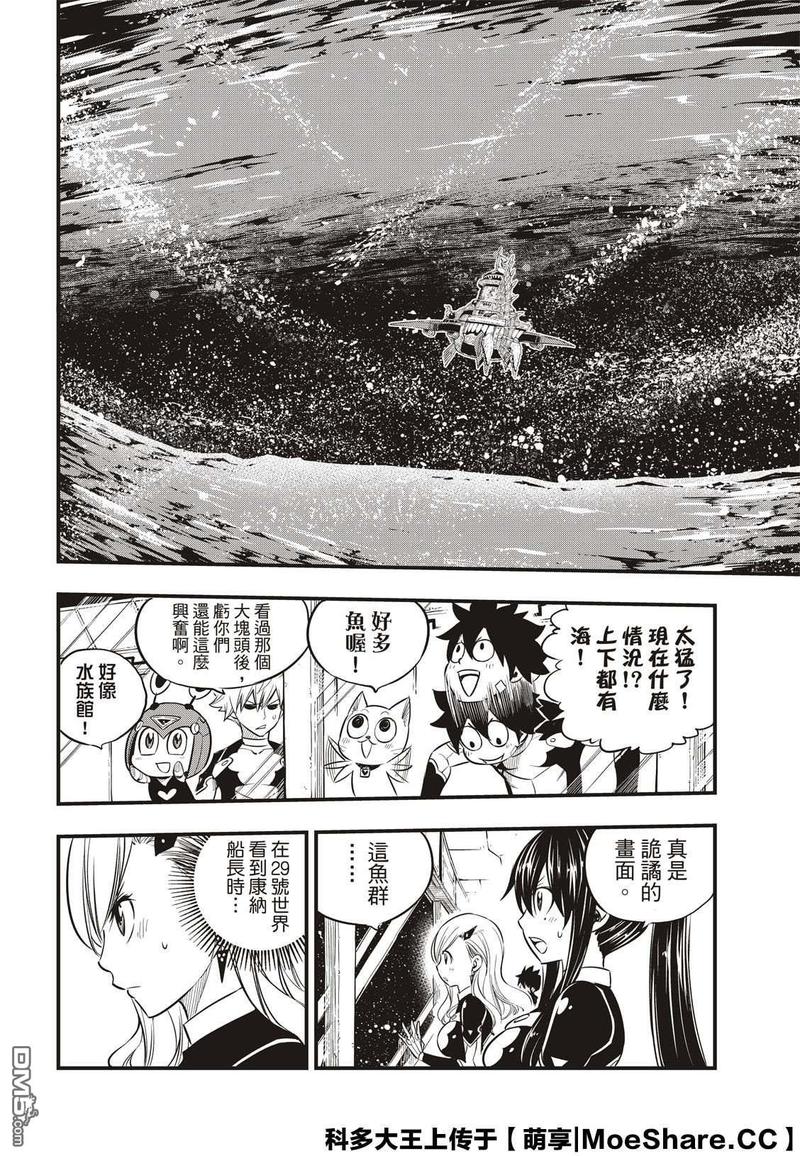 太猛了！
現在什麼
情況!?
上下都有
海！
好多
魚喔！
看過那個
大塊頭後，
虧你們
還能這麼
興奮啊。
好像
水族館！
真是
詭譎的
畫面。
這魚群
……
在29號世界
看到康納
船長時…
DM5
科多大王上传于【萌享|MoeShare.CC】